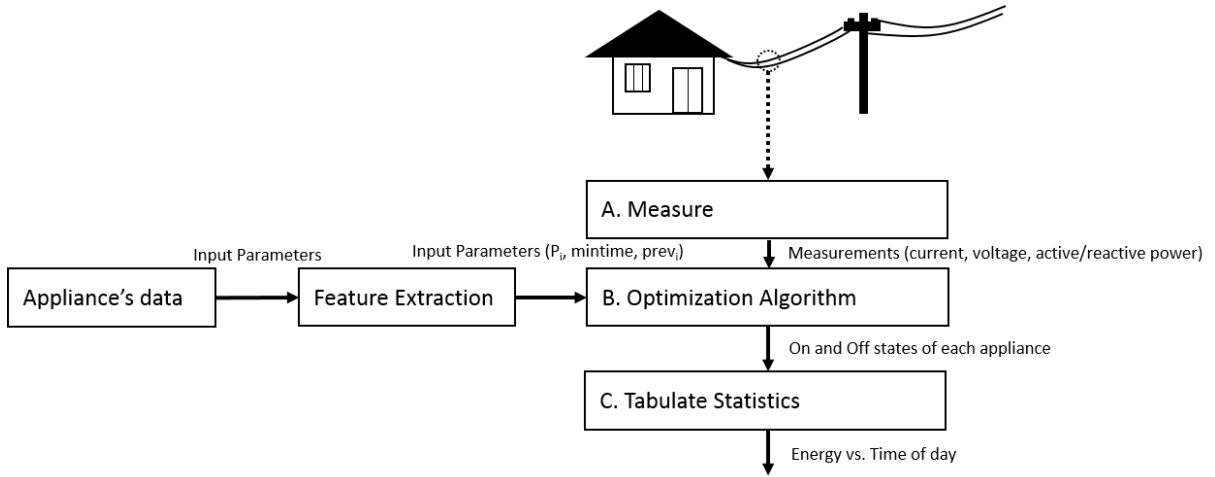 A. Measure
Input Parameters
Input Parameters (Pi, mintime, previ)
Measurements (current, voltage, active/reactive power)
Appliance’s data
Feature Extraction
B. Optimization Algorithm
On and Off states of each appliance
C. Tabulate Statistics
Energy vs. Time of day